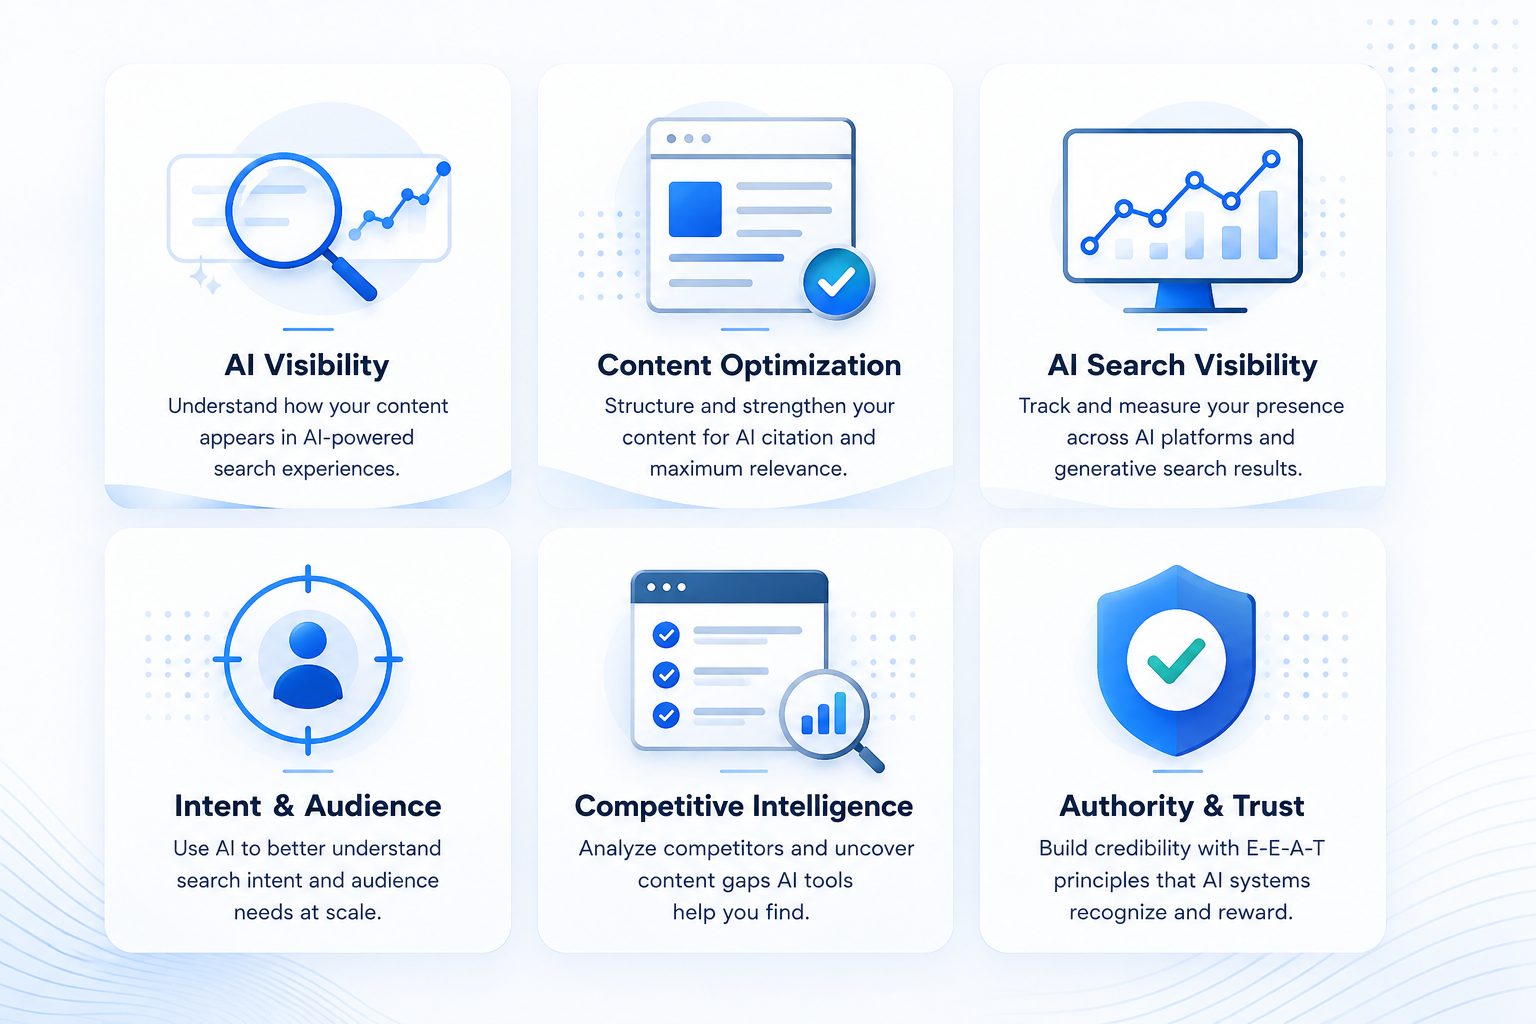 AI Visibility
Understand how your content
appears in AI-powered
search experiences.
Content Optimization
Structure and strengthen your
content for AI citation and
maximum relevance.
AI Search Visibility
Track and measure your presence
across AI platforms and
generative search results.
Intent & Audience
Use AI to better understand
search intent and audience
needs at scale.
Competitive Intelligence
Analyze competitors and uncover
content gaps AI tools
help you find.
Authority & Trust
Build credibility with E-E-A-T
principles that AI systems
recognize and reward.